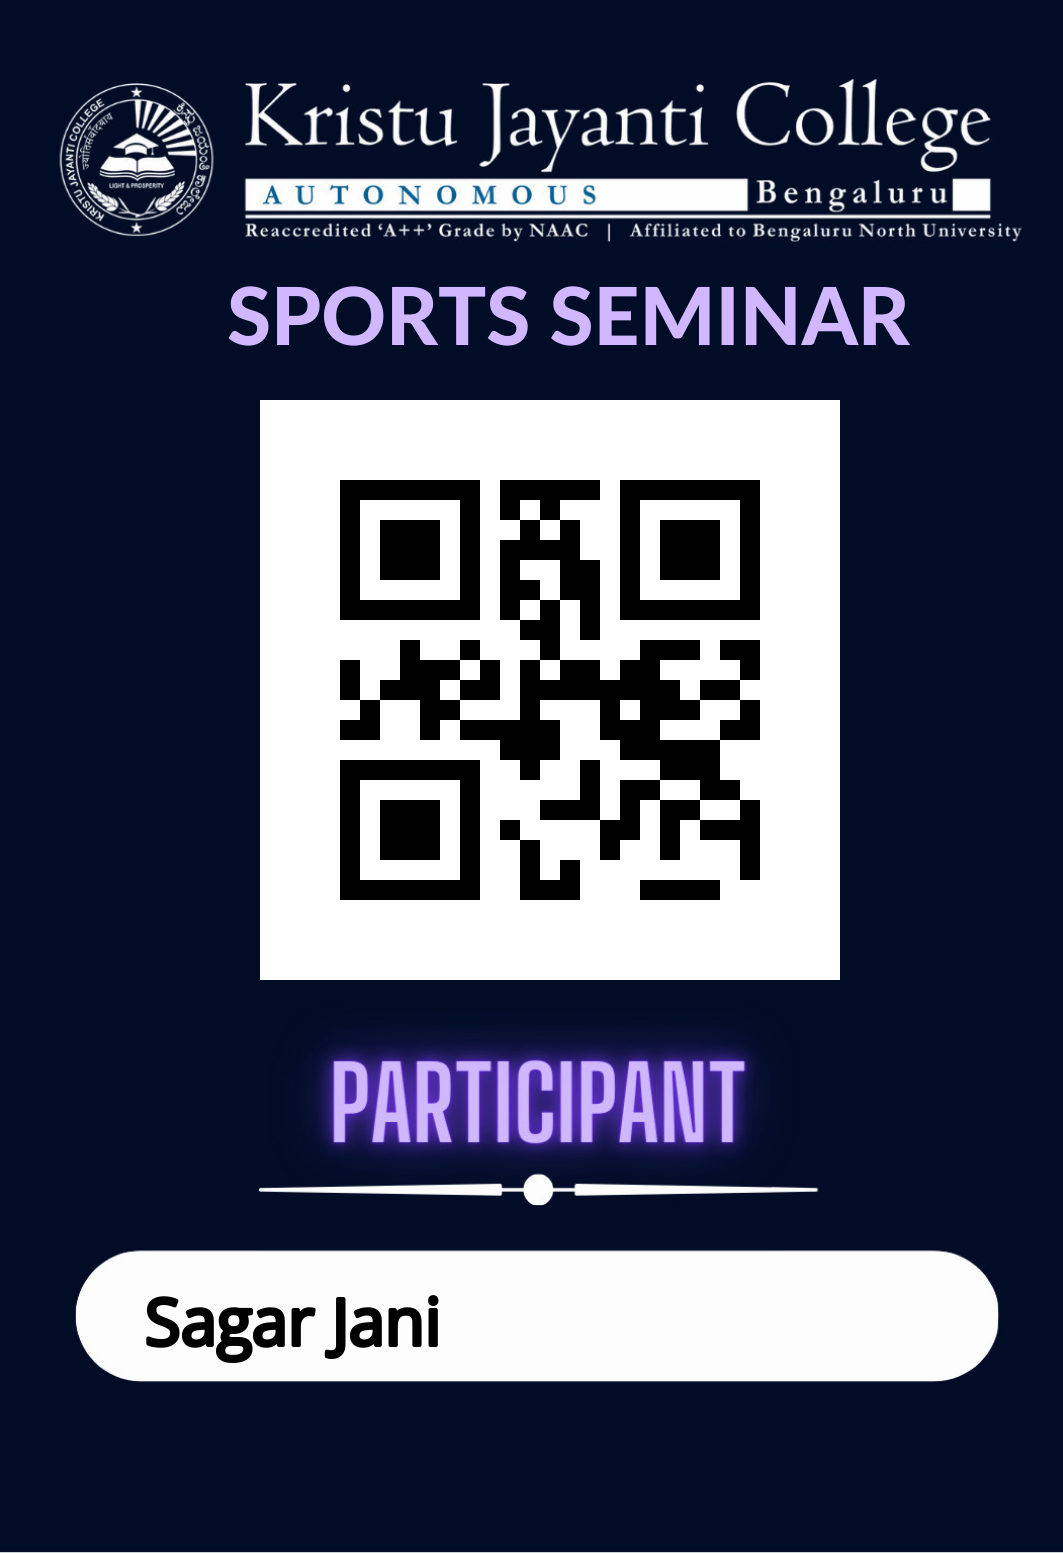 KRISTU JAYANTI COLLEGE
ज्योतिर्संवर्दिवाय
LIGHT & PROSPERITY
Kristu Jayanti College
AUTONOMOUS Bengaluru
Reaccredited ‘A++’ Grade by NAAC | Affiliated to Bengaluru North University
SPORTS SEMINAR
PARTICIPANT
Sagar Jani